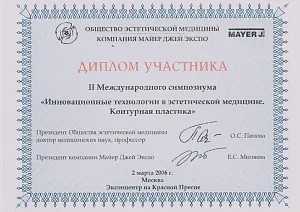 ОБЩЕСТВО ЭСТЕТИЧЕСКОЙ МЕДИЦИНЫ
КОМПАНИЯ МАЙЕР ДЖЕЙ ЭКСПО
MAYER J.
ДИПЛОМ УЧАСТНИКА
II Международного симпозиума
«Инновационные технологии в эстетической медицине.
Контурная пластика»
Президент Общества эстетической медицины
доктор медицинских наук, профессор
О.С. Панова
Президент компании Майер Джей Экспо
Е.С. Миляева
2 марта 2006 г.
Москва
Экспоцентр на Красной Пресне